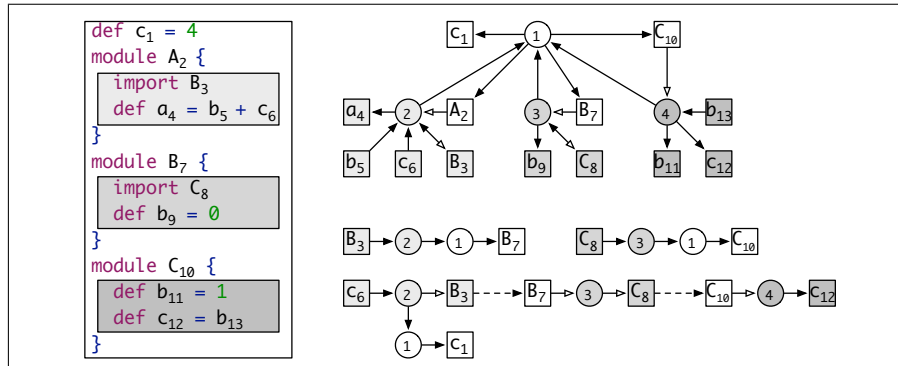 def c₁ = 4
module A₂ {
import B₃
def a₄ = b₅ + c₆
}
module B₇ {
import C₈
def b₉ = 0
}
module C₁₀ {
def b₁₁ = 1
def c₁₂ = b₁₃
}
c₁ 1 C₁₀
a₄ 2 A₂ 3 B₇ 4 b₁₃
b₅ c₆ B₃ b₉ C₈ b₁₁ c₁₂
B₃ 2 1 B₇ C₈ 3 1 C₁₀
c₆ 2 B₃ B₇ 3 C₈ C₁₀ 4 c₁₂
1 c₁